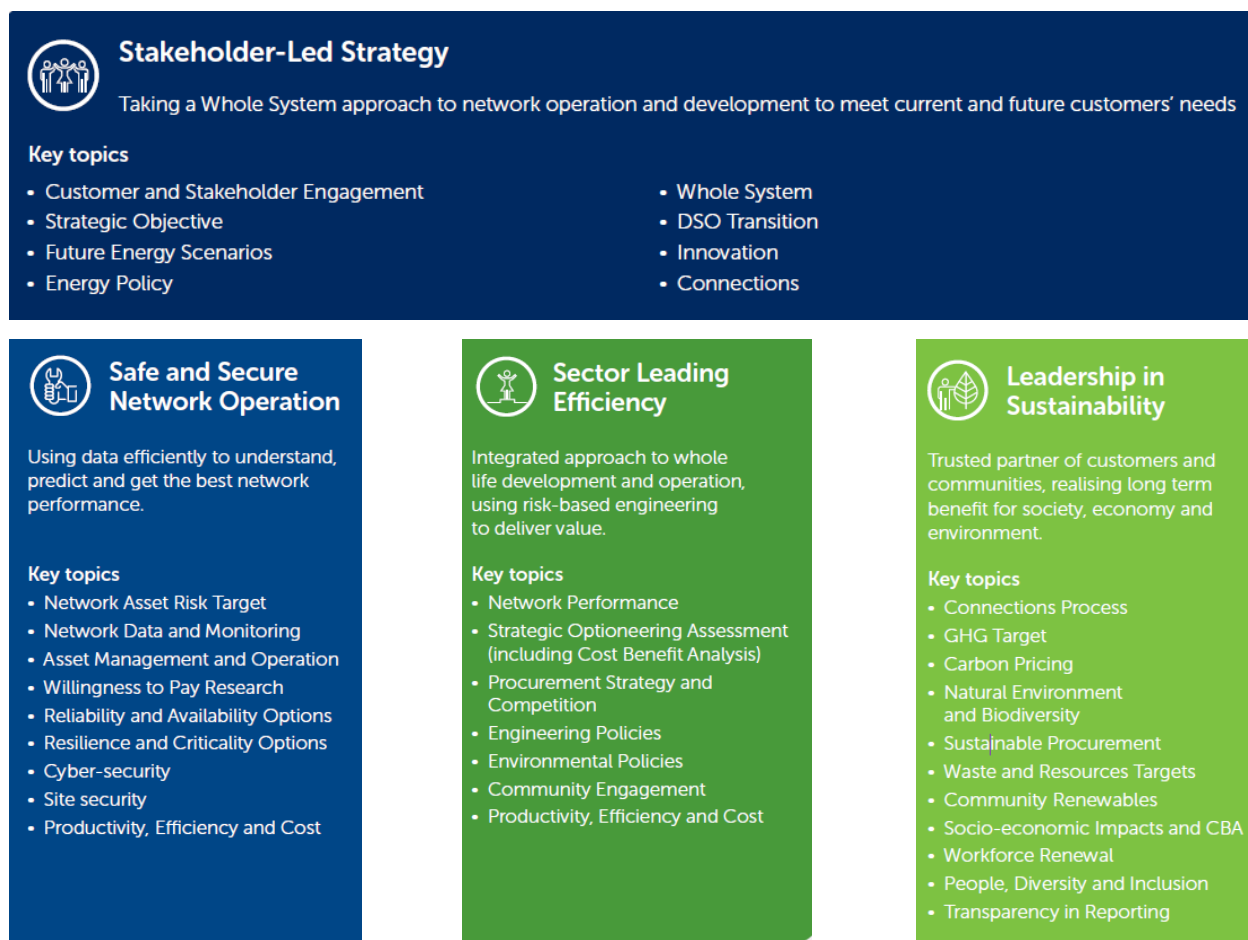 Stakeholder-Led Strategy
Taking a Whole System approach to network operation and development to meet current and future customers' needs
Key topics
• Customer and Stakeholder Engagement
• Strategic Objective
• Future Energy Scenarios
• Energy Policy
• Whole System
• DSO Transition
• Innovation
• Connections
Safe and Secure
Network Operation
Using data efficiently to understand,
predict and get the best network
performance.
Key topics
• Network Asset Risk Target
• Network Data and Monitoring
• Asset Management and Operation
• Willingness to Pay Research
• Reliability and Availability Options
• Resilience and Criticality Options
• Cyber-security
• Site security
• Productivity, Efficiency and Cost
Sector Leading
Efficiency
Integrated approach to whole
life development and operation,
using risk-based engineering
to deliver value.
Key topics
• Network Performance
• Strategic Optioneering Assessment
(including Cost Benefit Analysis)
• Procurement Strategy and
Competition
• Engineering Policies
• Environmental Policies
• Community Engagement
• Productivity, Efficiency and Cost
Leadership in
Sustainability
Trusted partner of customers and
communities, realising long term
benefit for society, economy and
environment.
Key topics
• Connections Process
• GHG Target
• Carbon Pricing
• Natural Environment
and Biodiversity
• Sustainable Procurement
• Waste and Resources Targets
• Community Renewables
• Socio-economic Impacts and CBA
• Workforce Renewal
• People, Diversity and Inclusion
• Transparency in Reporting